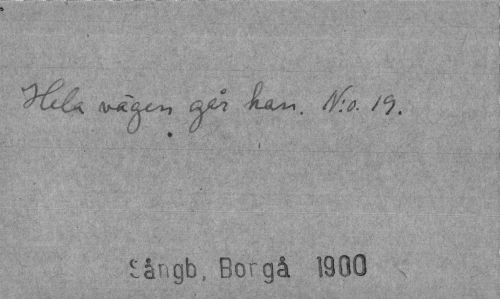 Hela vägen går han. N:o. 19.
Sångb. Borgå 1900